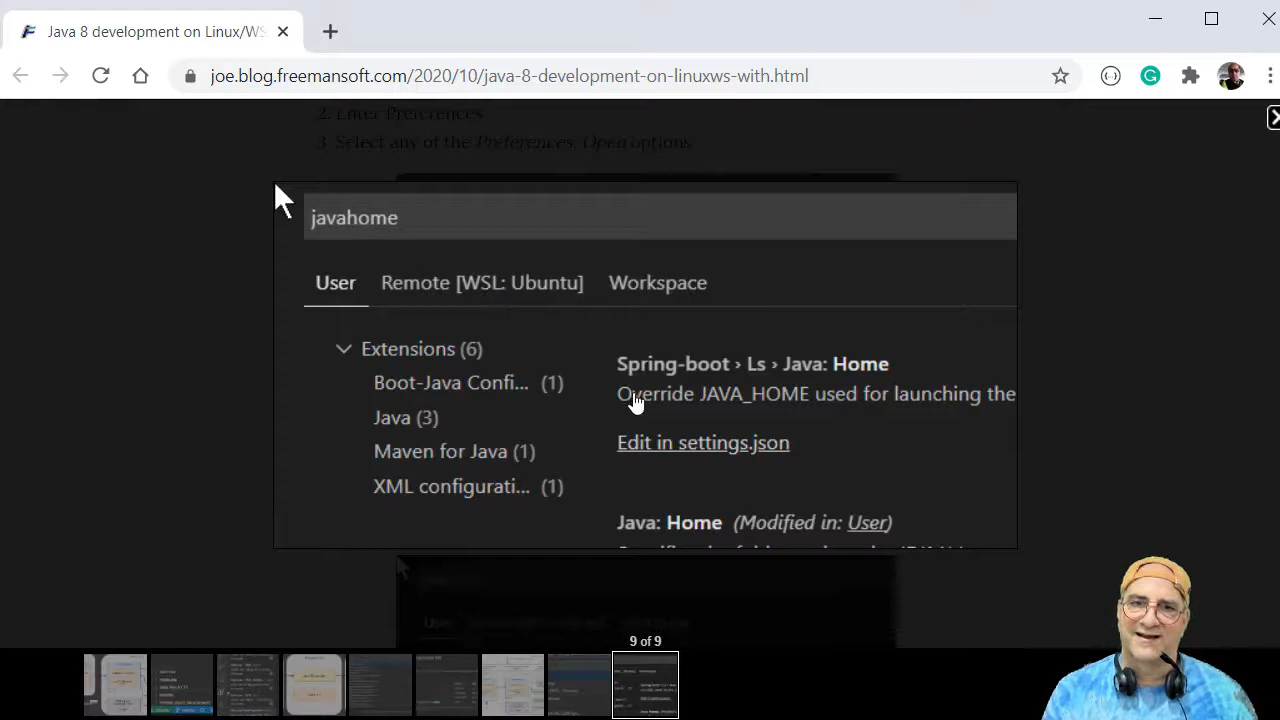 Java 8 development on Linux/WS
joe.blog.freemansoft.com/2020/10/java-8-development-on-linuxws-with.html
2. Enter Preferences
3. Select any of the Preferences: Open options
javahome
User Remote [WSL: Ubuntu] Workspace
Extensions (6)
Boot-Java Confi... (1)
Java (3)
Maven for Java (1)
XML configurati... (1)
Spring-boot › Ls › Java: Home
Override JAVA_HOME used for launching the
Edit in settings.json
Java: Home (Modified in: User)
9 of 9